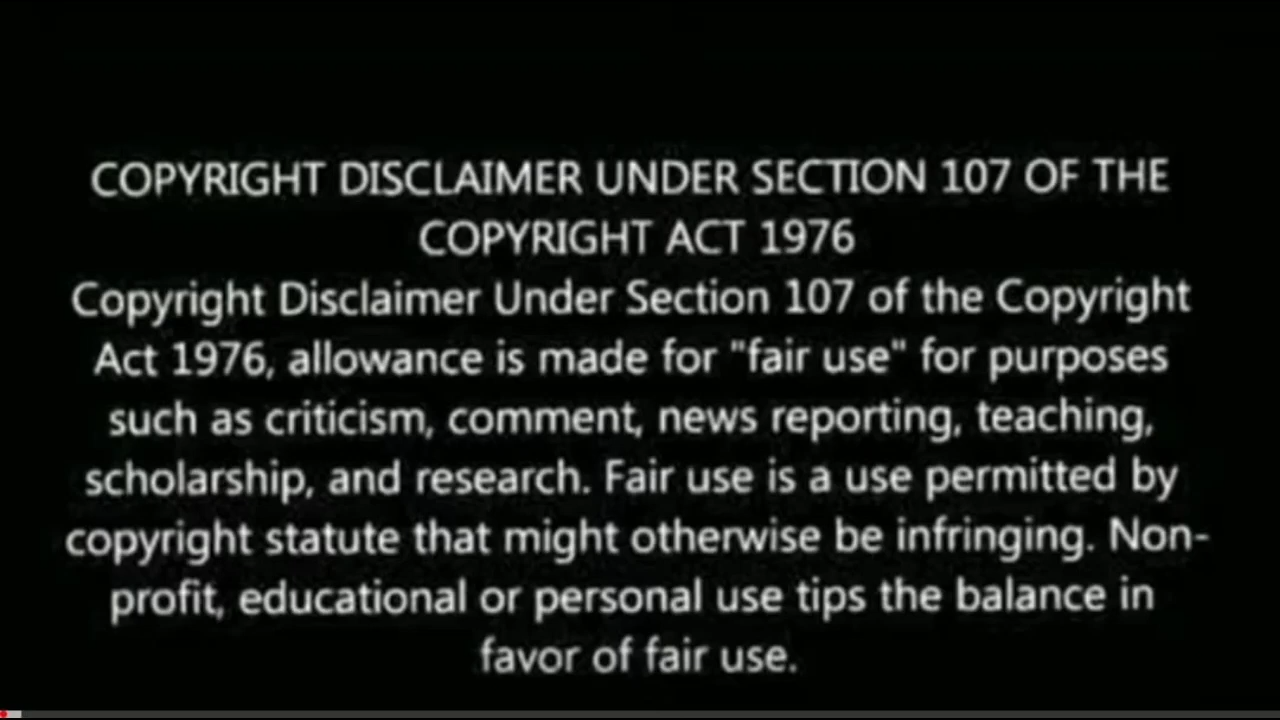 COPYRIGHT DISCLAIMER UNDER SECTION 107 OF THE
COPYRIGHT ACT 1976
Copyright Disclaimer Under Section 107 of the Copyright
Act 1976, allowance is made for "fair use" for purposes
such as criticism, comment, news reporting, teaching,
scholarship, and research. Fair use is a use permitted by
copyright statute that might otherwise be infringing. Non-
profit, educational or personal use tips the balance in
favor of fair use.